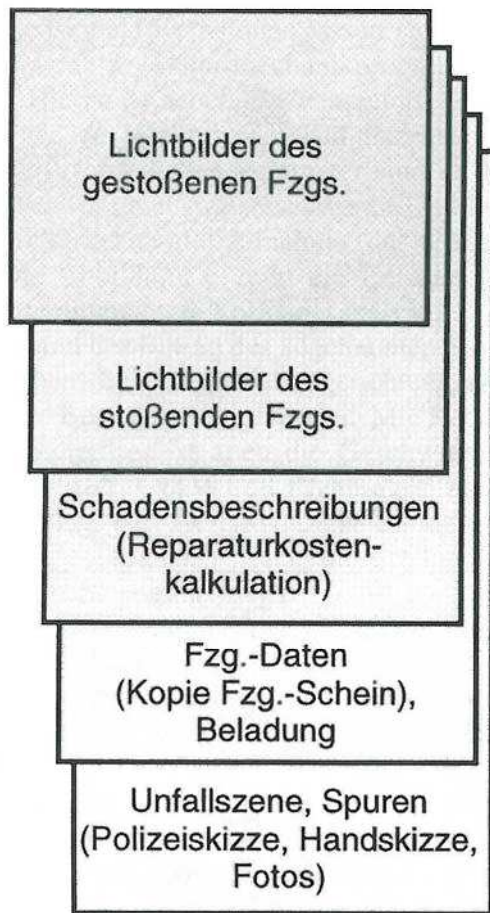 Lichtbilder des
gestoßenen Fzgs.
Lichtbilder des
stoßenden Fzgs.
Schadensbeschreibungen
(Reparaturkosten-
kalkulation)
Fzg.-Daten
(Kopie Fzg.-Schein),
Beladung
Unfallszene, Spuren
(Polizeiskizze, Handskizze,
Fotos)